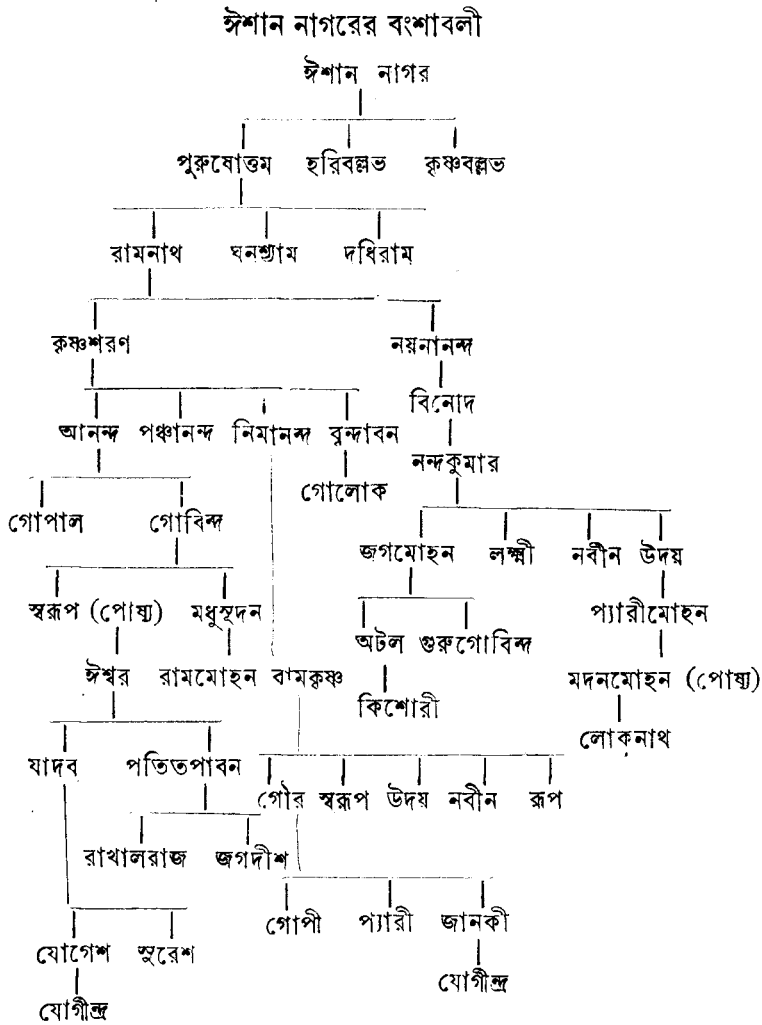 ঈশান নাগরের বংশাবলী
ঈশান নাগর
পুরুষোত্তম হরিবল্লভ কৃষ্ণবল্লভ
রামনাথ ঘনশ্যাম দধিরাম
কৃষ্ণশরণ নয়নানন্দ
বিনোদ
আনন্দ পঞ্চানন্দ নিমানন্দ বৃন্দাবন
নন্দকুমার
গোলোক
গোপাল গোবিন্দ
জগমোহন লক্ষ্মী নবীন উদয়
স্বরূপ (পোষ্য) মধুসূদন
প্যারীমোহন
অটল গুরুগোবিন্দ
ঈশ্বর রামমোহন রামকৃষ্ণ
মদনমোহন (পোষ্য)
কিশোরী
লোকনাথ
যাদব পতিতপাবন
গৌর স্বরূপ উদয় নবীন রূপ
রাখালরাজ জগদীশ
গোপী প্যারী জানকী
যোগেশ সুরেশ
যোগীন্দ্র
যোগীন্দ্র